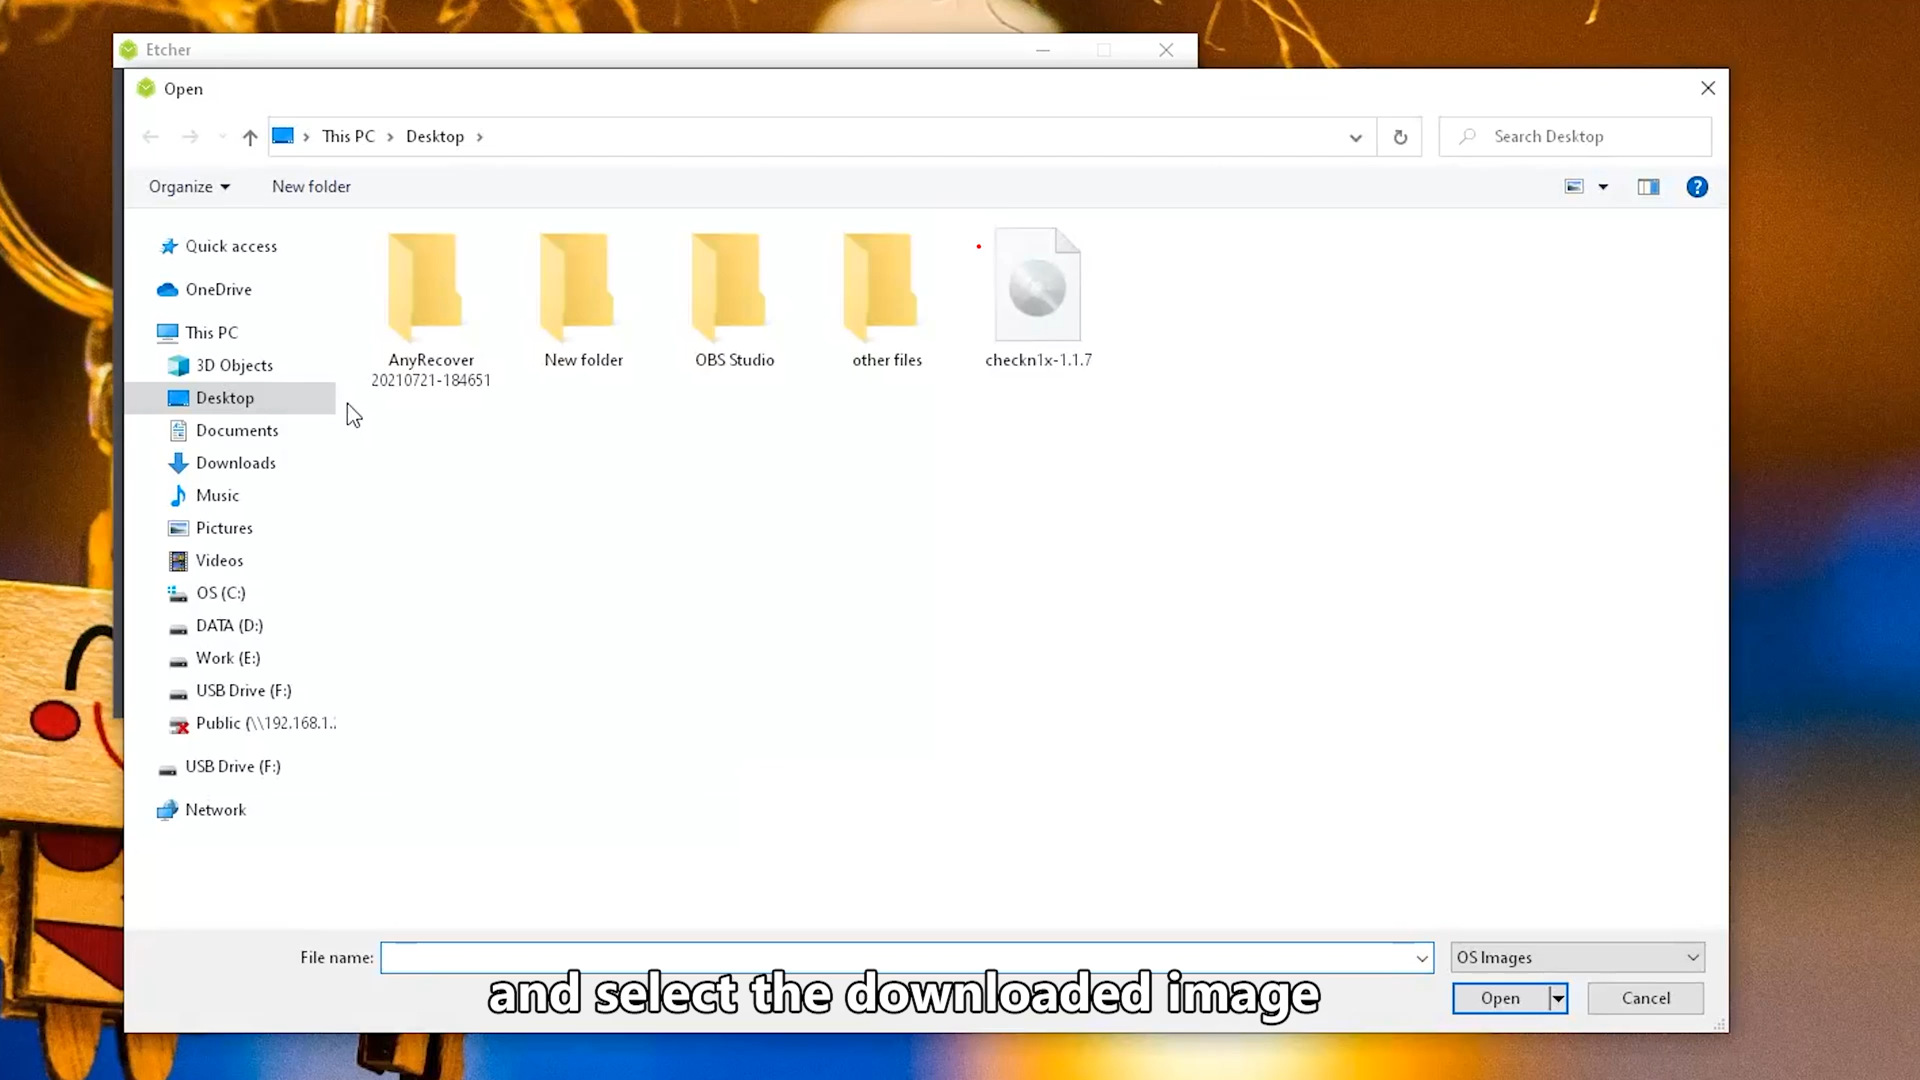 Etcher
Open
This PC
Desktop
Search Desktop
Organize
New folder
?
Quick access
OneDrive
This PC
3D Objects
Desktop
Documents
Downloads
Music
Pictures
Videos
OS (C:)
DATA (D:)
Work (E:)
USB Drive (F:)
Public (\\192.168.1.
USB Drive (F:)
Network
AnyRecover
20210721-184651
New folder
OBS Studio
other files
checkn1x-1.1.7
File name:
OS Images
Open
Cancel
and select the downloaded image